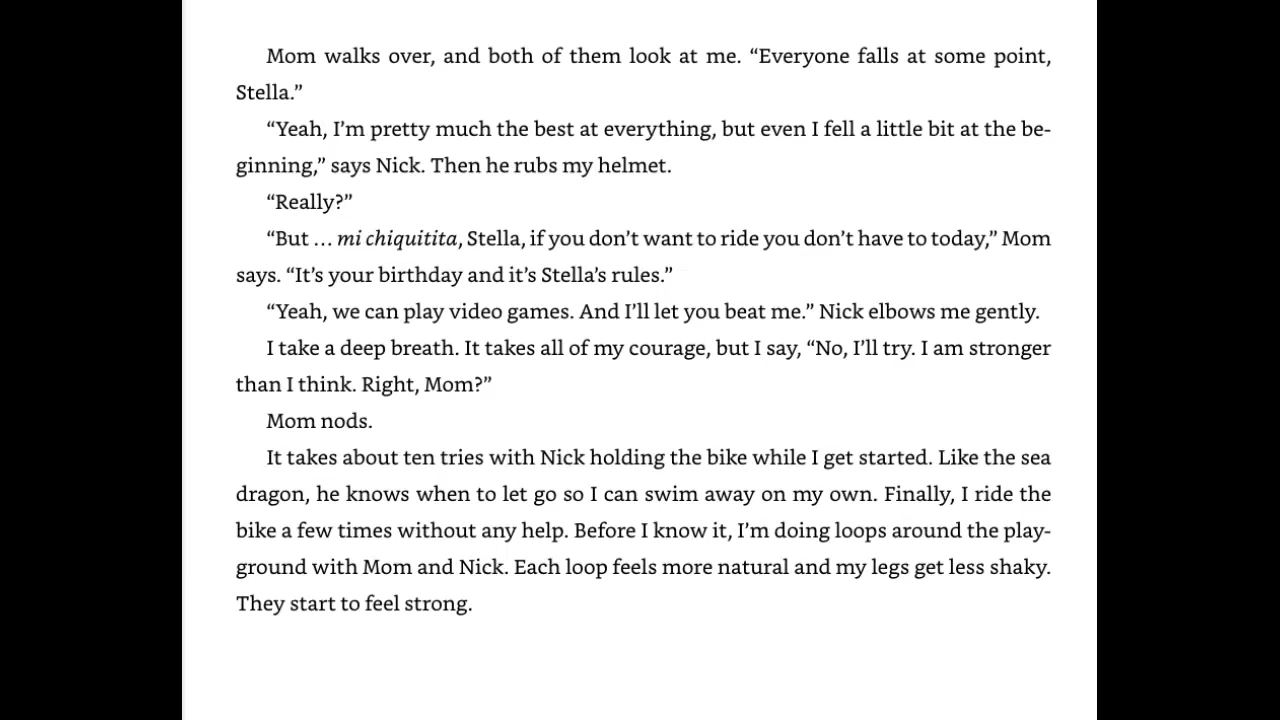 Mom walks over, and both of them look at me. “Everyone falls at some point,
Stella.”
“Yeah, I’m pretty much the best at everything, but even I fell a little bit at the be-
ginning,” says Nick. Then he rubs my helmet.
“Really?”
“But … mi chiquitita, Stella, if you don’t want to ride you don’t have to today,” Mom
says. “It’s your birthday and it’s Stella’s rules.”
“Yeah, we can play video games. And I’ll let you beat me.” Nick elbows me gently.
I take a deep breath. It takes all of my courage, but I say, “No, I’ll try. I am stronger
than I think. Right, Mom?”
Mom nods.
It takes about ten tries with Nick holding the bike while I get started. Like the sea
dragon, he knows when to let go so I can swim away on my own. Finally, I ride the
bike a few times without any help. Before I know it, I’m doing loops around the play-
ground with Mom and Nick. Each loop feels more natural and my legs get less shaky.
They start to feel strong.